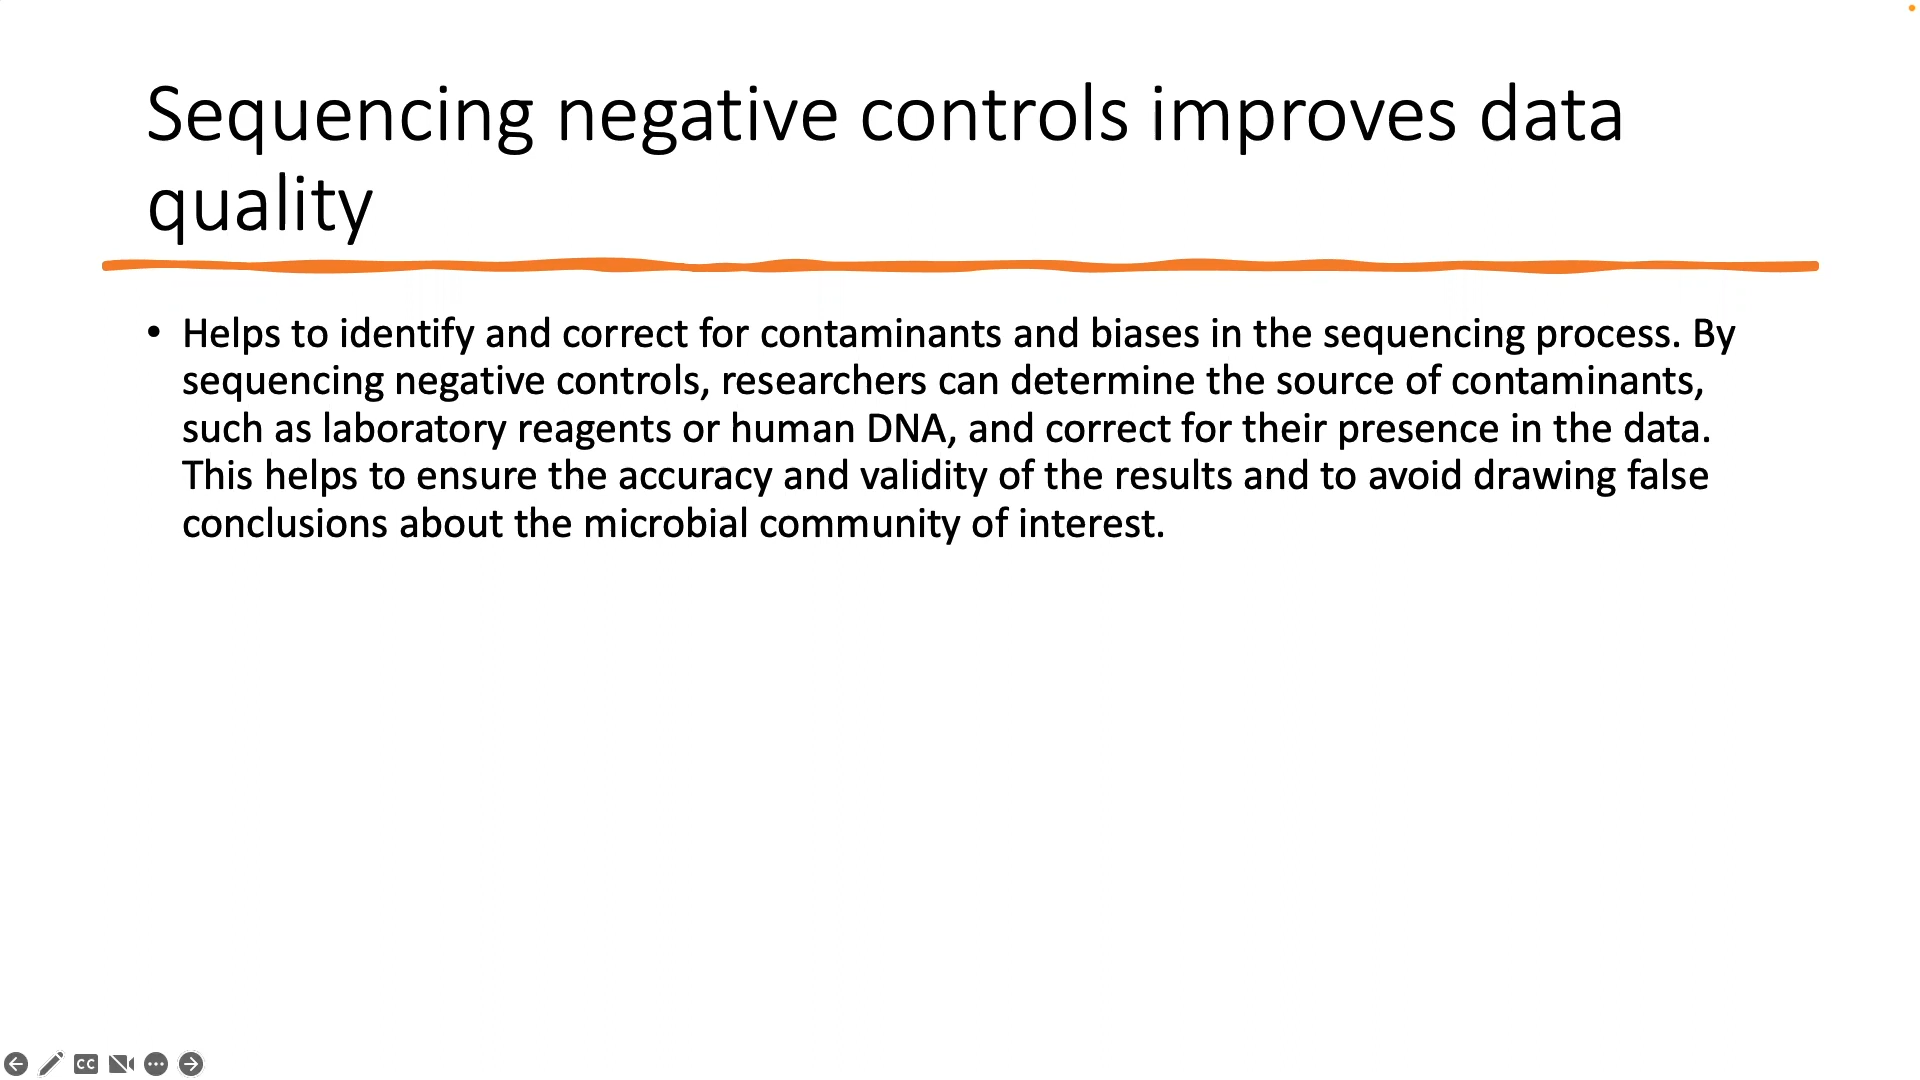 Sequencing negative controls improves data
quality
• Helps to identify and correct for contaminants and biases in the sequencing process. By
sequencing negative controls, researchers can determine the source of contaminants,
such as laboratory reagents or human DNA, and correct for their presence in the data.
This helps to ensure the accuracy and validity of the results and to avoid drawing false
conclusions about the microbial community of interest.
CC